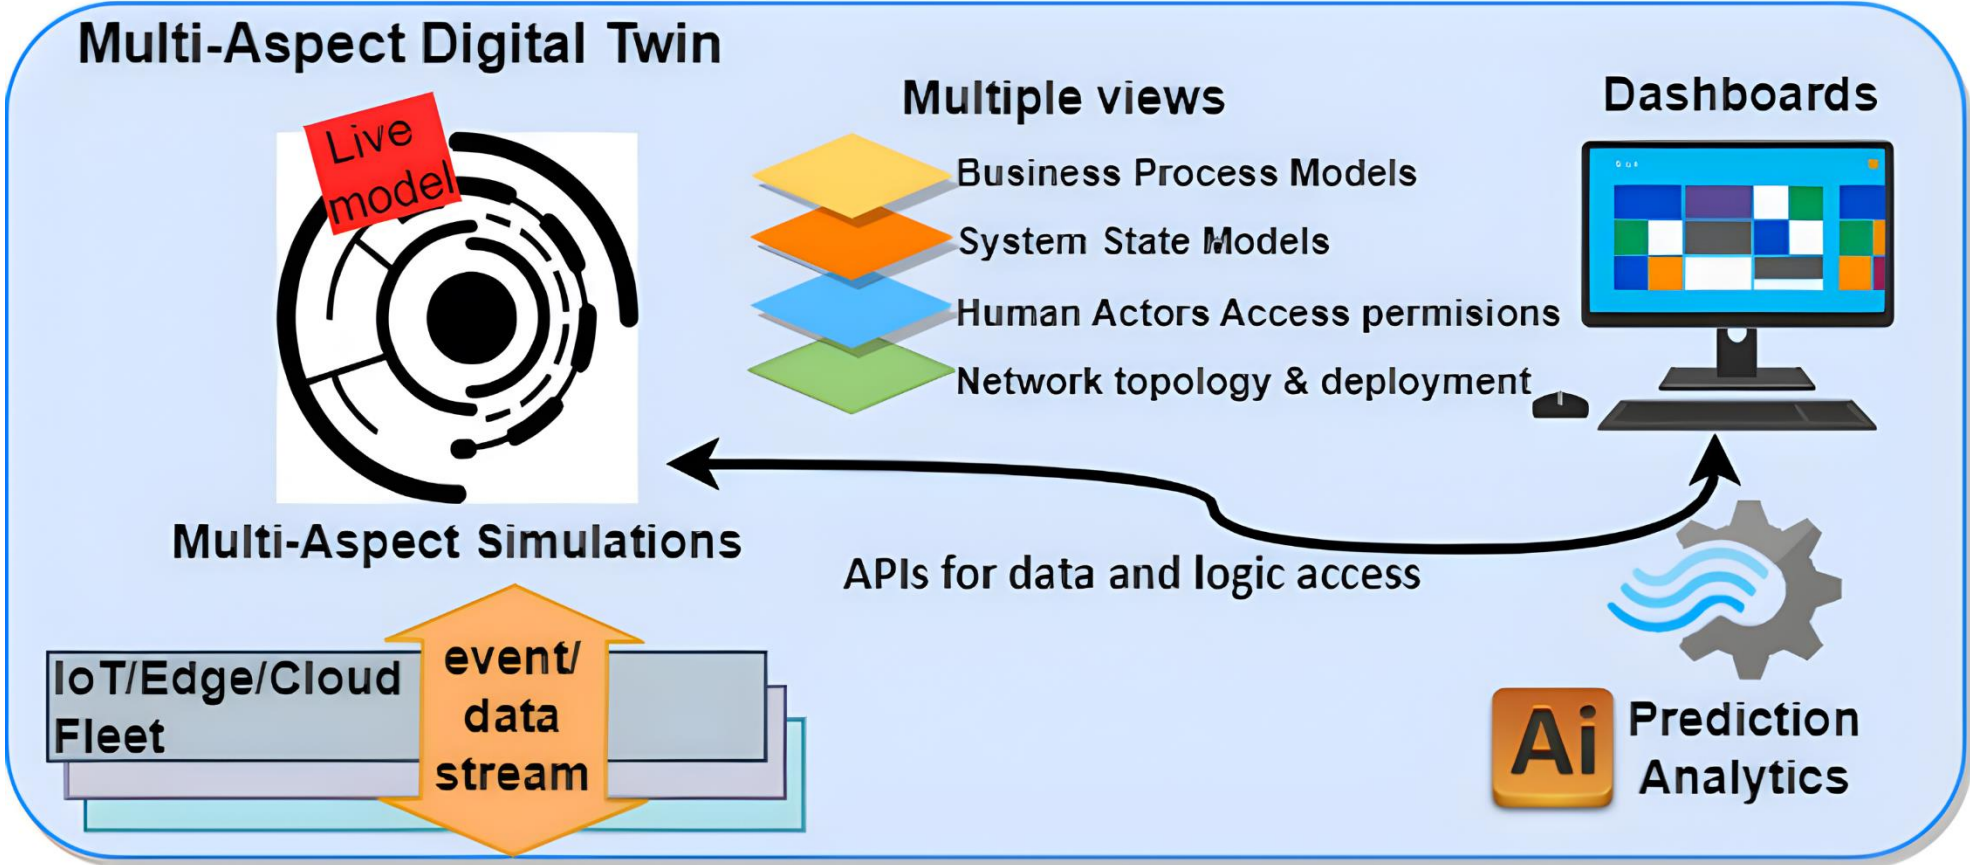 Multi-Aspect Digital Twin
Live
model
Multiple views
Business Process Models
System State Models
Human Actors Access permisions
Network topology & deployment
Dashboards
Multi-Aspect Simulations
APIs for data and logic access
IoT/Edge/Cloud
Fleet
event/
data
stream
Ai
Prediction
Analytics